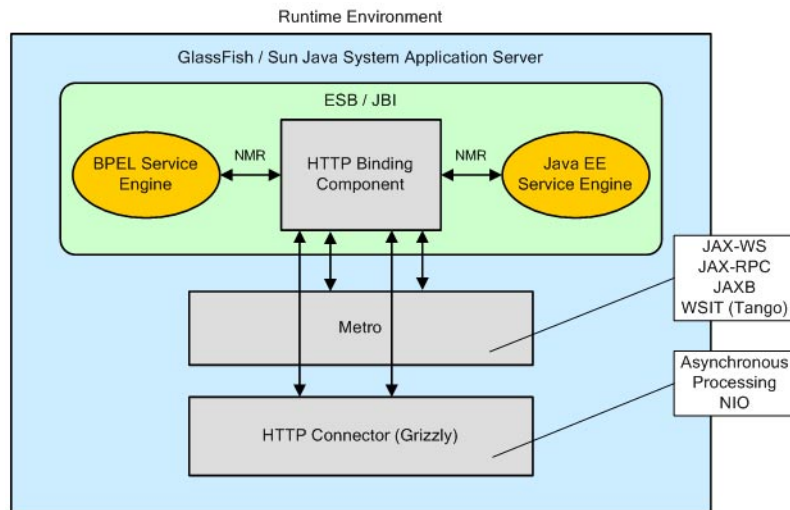 Runtime Environment
GlassFish / Sun Java System Application Server
ESB / JBI
BPEL Service
Engine
NMR
HTTP Binding
Component
NMR
Java EE
Service Engine
JAX-WS
JAX-RPC
JAXB
WSIT (Tango)
Metro
Asynchronous
Processing
NIO
HTTP Connector (Grizzly)